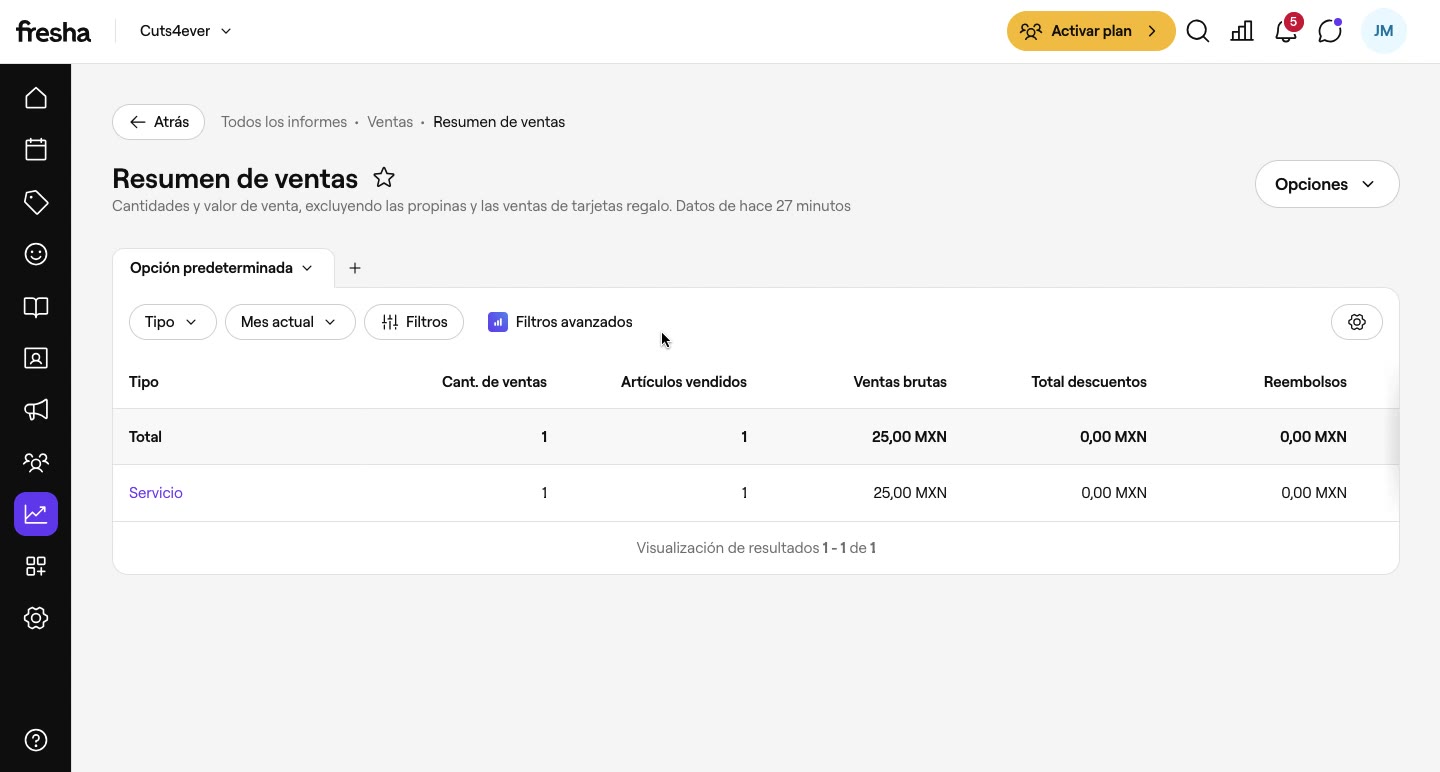 fresha
Cuts4ever
Activar plan
5
JM
Atrás
Todos los informes • Ventas • Resumen de ventas
Resumen de ventas
Opciones
Cantidades y valor de venta, excluyendo las propinas y las ventas de tarjetas regalo. Datos de hace 27 minutos
Opción predeterminada
Tipo
Mes actual
Filtros
Filtros avanzados
Tipo Cant. de ventas Artículos vendidos Ventas brutas Total descuentos Reembolsos
Total 1 1 25,00 MXN 0,00 MXN 0,00 MXN
Servicio 1 1 25,00 MXN 0,00 MXN 0,00 MXN
Visualización de resultados 1 - 1 de 1